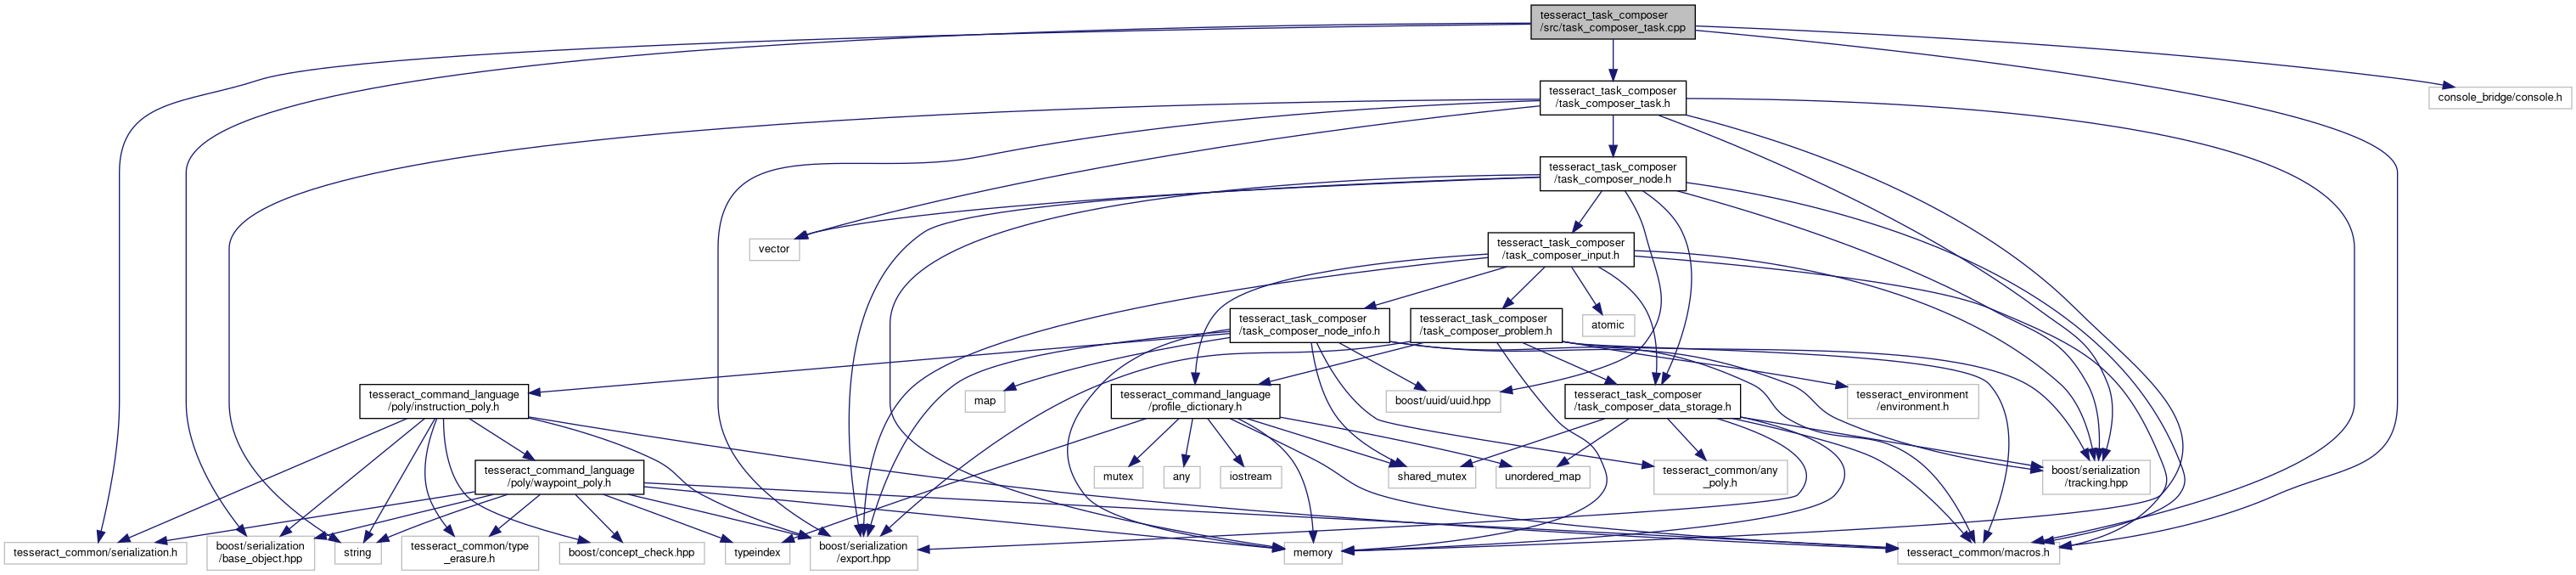 tesseract_task_composer
/src/task_composer_task.cpp
tesseract_task_composer
/task_composer_task.h
console_bridge/console.h
tesseract_task_composer
/task_composer_node.h
vector
tesseract_task_composer
/task_composer_input.h
tesseract_task_composer
/task_composer_node_info.h
tesseract_task_composer
/task_composer_problem.h
atomic
tesseract_command_language
/poly/instruction_poly.h
map
tesseract_command_language
/profile_dictionary.h
boost/uuid/uuid.hpp
tesseract_task_composer
/task_composer_data_storage.h
tesseract_environment
/environment.h
tesseract_command_language
/poly/waypoint_poly.h
mutex
any
iostream
shared_mutex
unordered_map
tesseract_common/any
_poly.h
boost/serialization
/tracking.hpp
tesseract_common/serialization.h
boost/serialization
/base_object.hpp
string
tesseract_common/type
_erasure.h
boost/concept_check.hpp
typeindex
boost/serialization
/export.hpp
memory
tesseract_common/macros.h